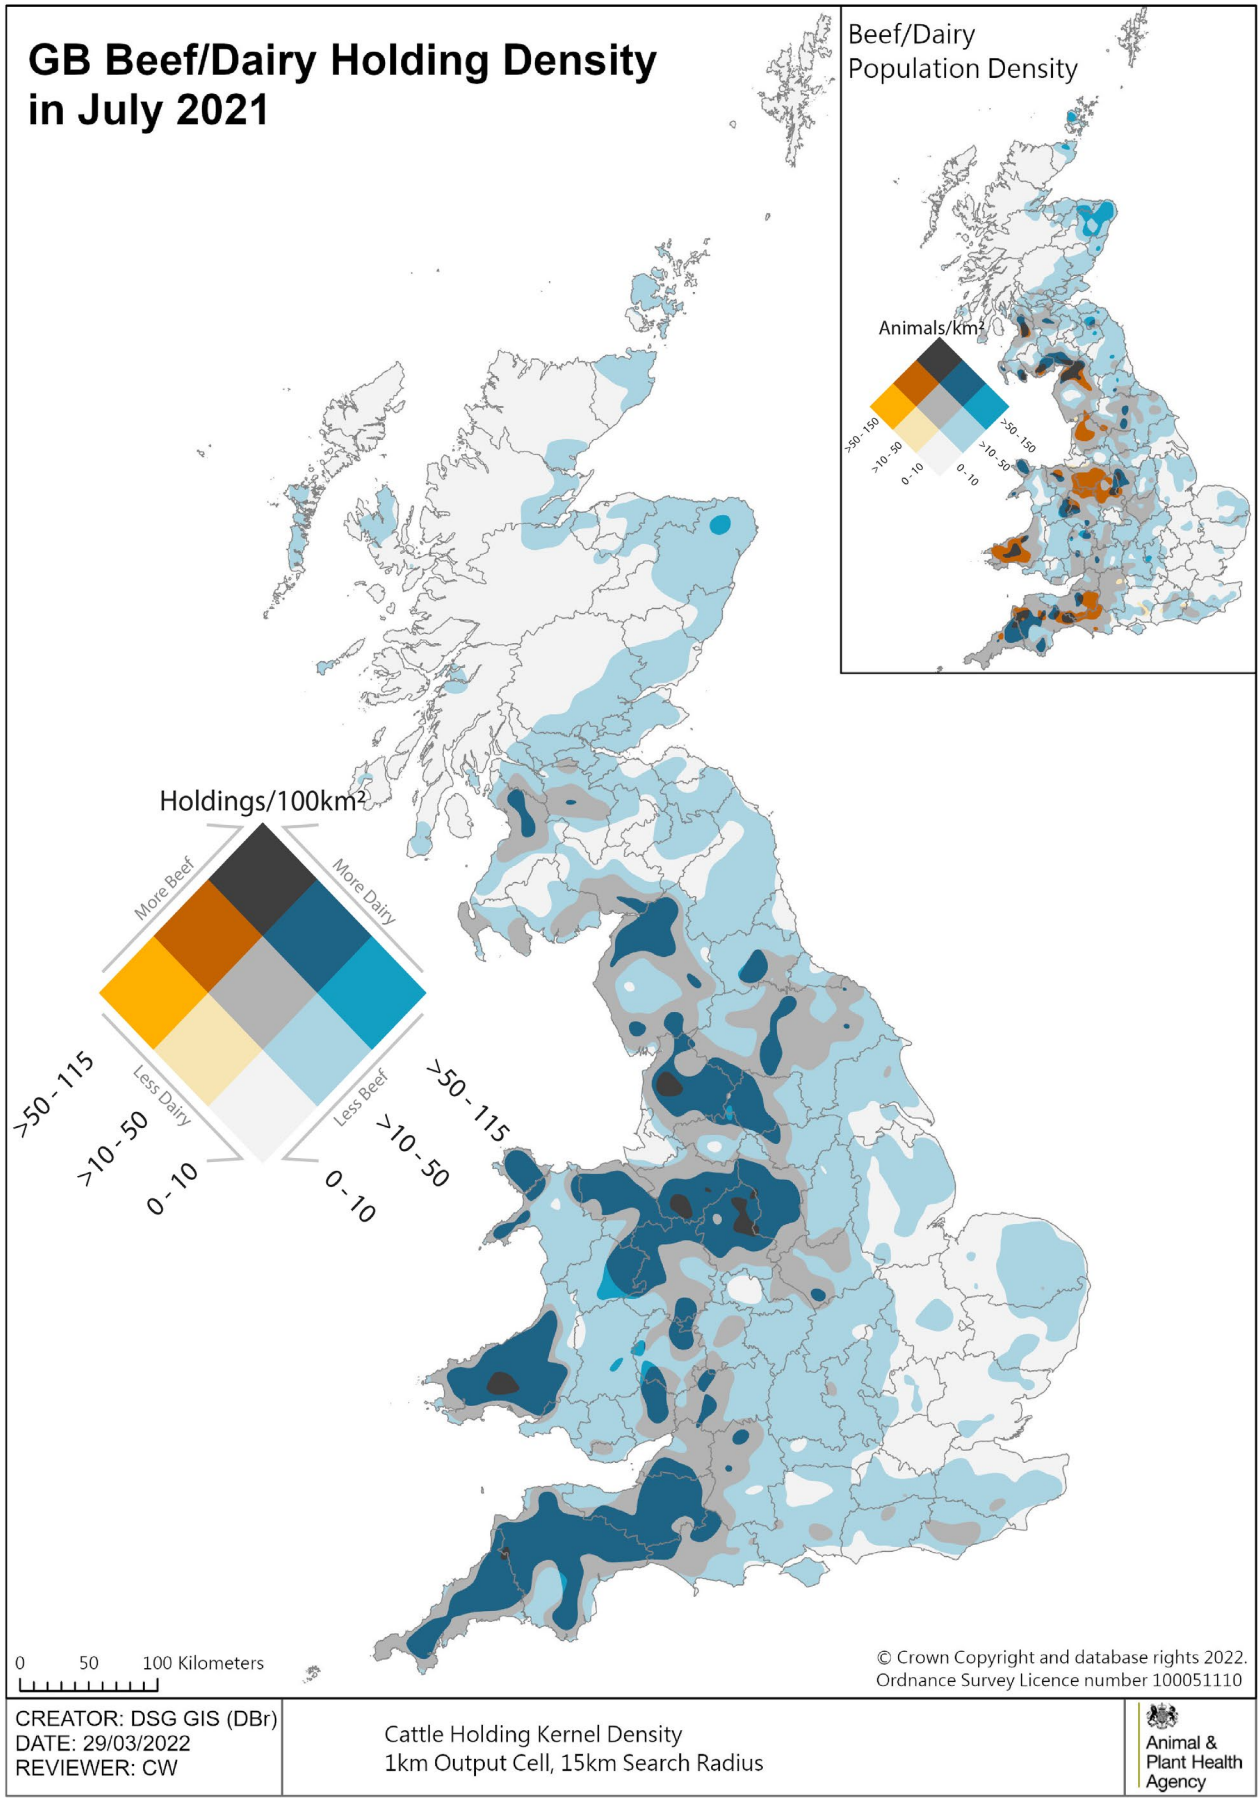 GB Beef/Dairy Holding Density
in July 2021
Beef/Dairy
Population Density
Animals/km²
>50 - 150
>10 - 50
0 - 10
0 - 10
>10 - 50
>50 - 150
Holdings/100km²
More Beef
More Dairy
Less Dairy
Less Beef
>50 - 115
>10 - 50
0 - 10
0 - 10
>10 - 50
>50 - 115
0 50 100 Kilometers
© Crown Copyright and database rights 2022.
Ordnance Survey Licence number 100051110
CREATOR: DSG GIS (DBr)
DATE: 29/03/2022
REVIEWER: CW
Cattle Holding Kernel Density
1km Output Cell, 15km Search Radius
Animal &
Plant Health
Agency